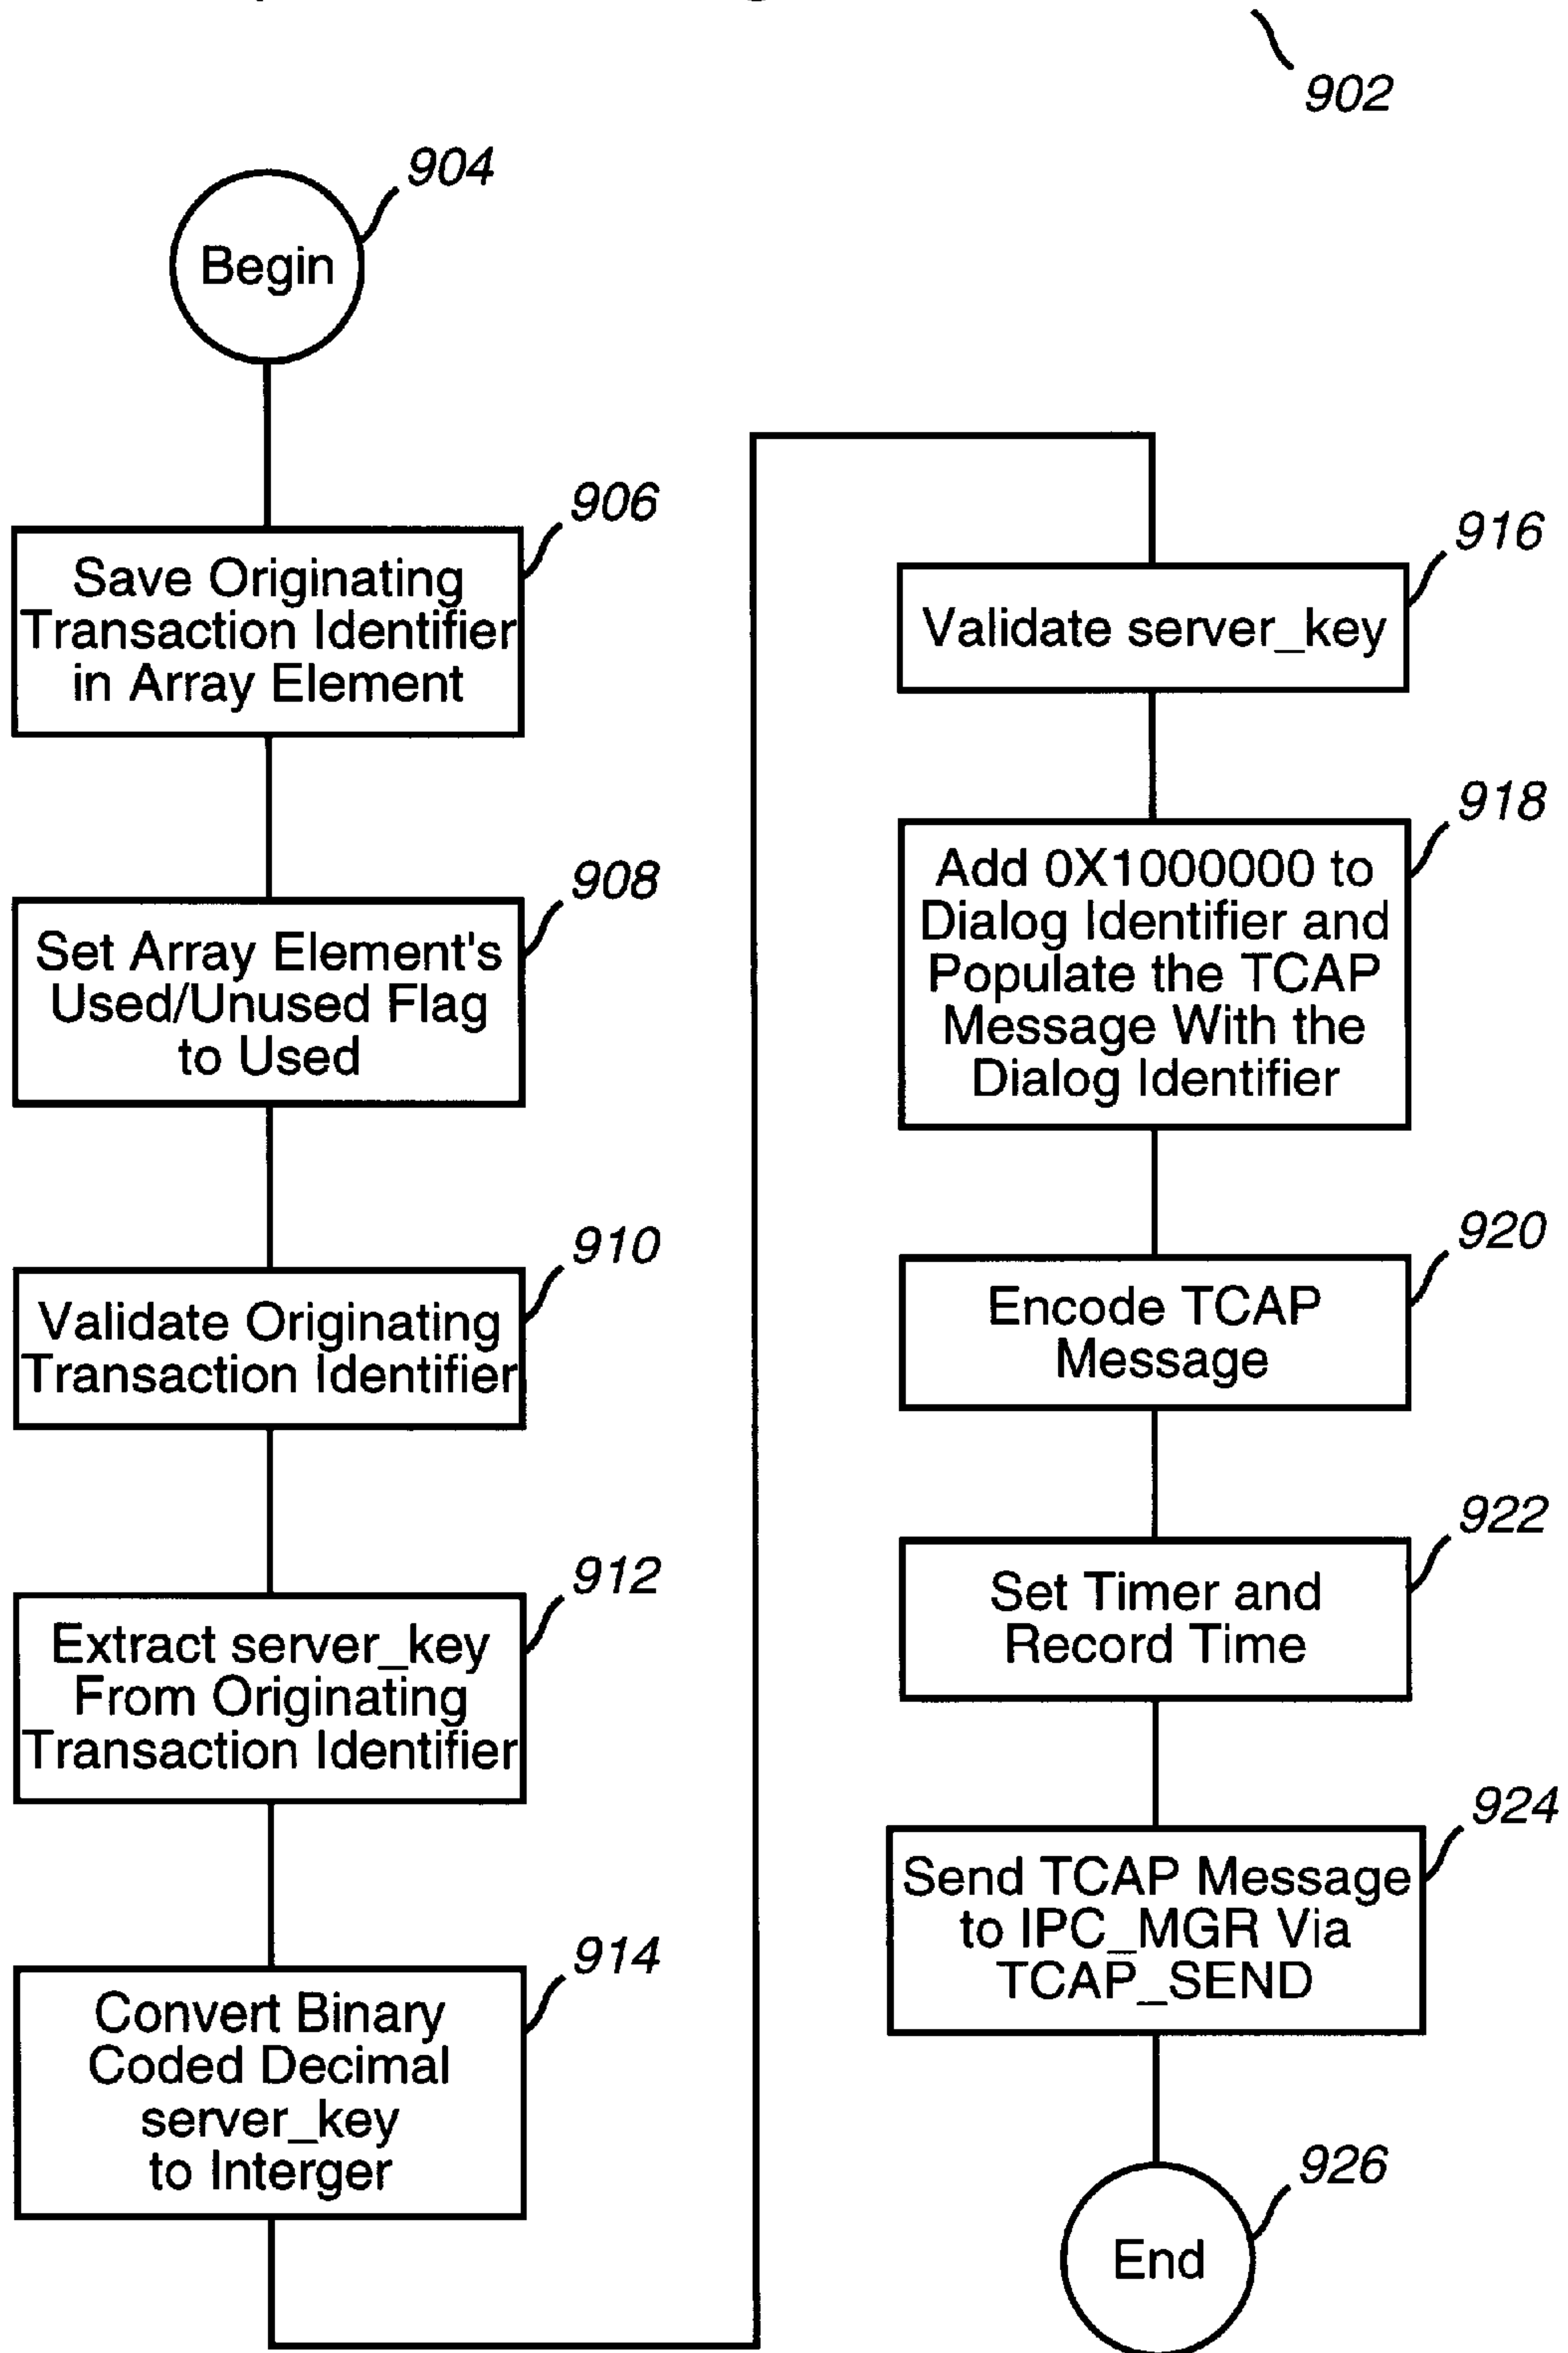 902
904
Begin
906
Save Originating
Transaction Identifier
in Array Element
908
Set Array Element's
Used/Unused Flag
to Used
910
Validate Originating
Transaction Identifier
912
Extract server_key
From Originating
Transaction Identifier
914
Convert Binary
Coded Decimal
server_key
to Interger
916
Validate server_key
918
Add 0X1000000 to
Dialog Identifier and
Populate the TCAP
Message With the
Dialog Identifier
920
Encode TCAP
Message
922
Set Timer and
Record Time
924
Send TCAP Message
to IPC_MGR Via
TCAP_SEND
926
End